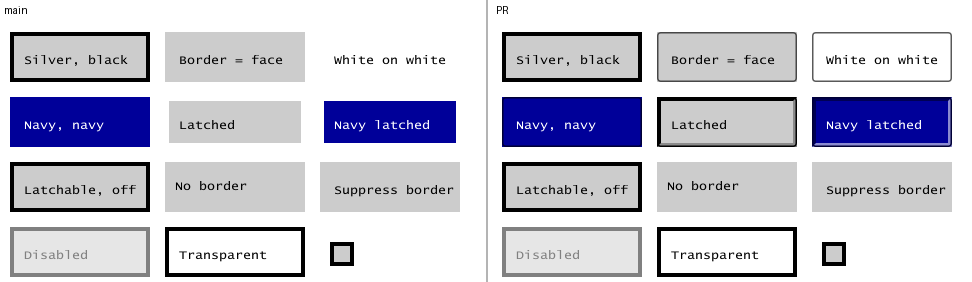 main
Silver, black
Border = face
White on white
Navy, navy
Latched
Navy latched
Latchable, off
No border
Suppress border
Disabled
Transparent
PR
Silver, black
Border = face
White on white
Navy, navy
Latched
Navy latched
Latchable, off
No border
Suppress border
Disabled
Transparent